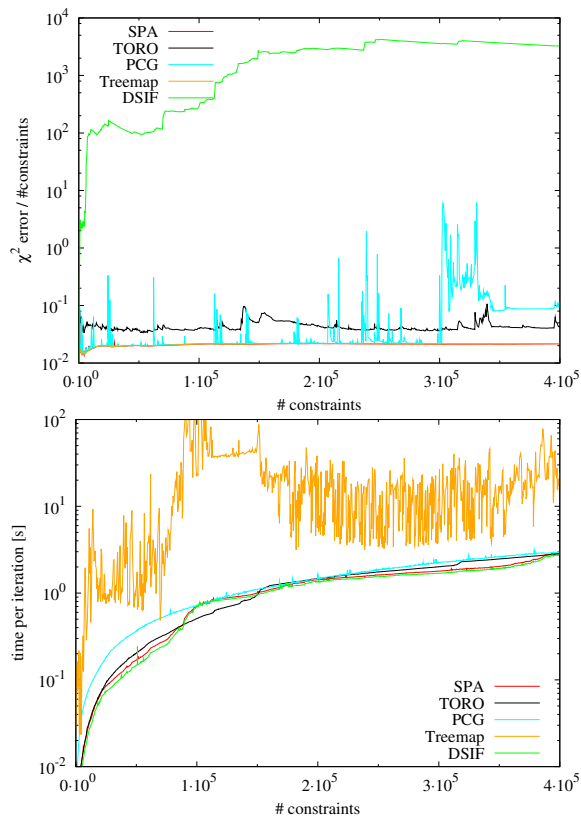 SPA
TORO
PCG
Treemap
DSIF
10^4
10^3
10^2
10^1
10^0
10^-1
10^-2
χ^2 error / #constraints
0·10^0
1·10^5
2·10^5
3·10^5
4·10^5
# constraints
10^2
10^1
10^0
10^-1
10^-2
time per iteration [s]
SPA
TORO
PCG
Treemap
DSIF
0·10^0
1·10^5
2·10^5
3·10^5
4·10^5
# constraints